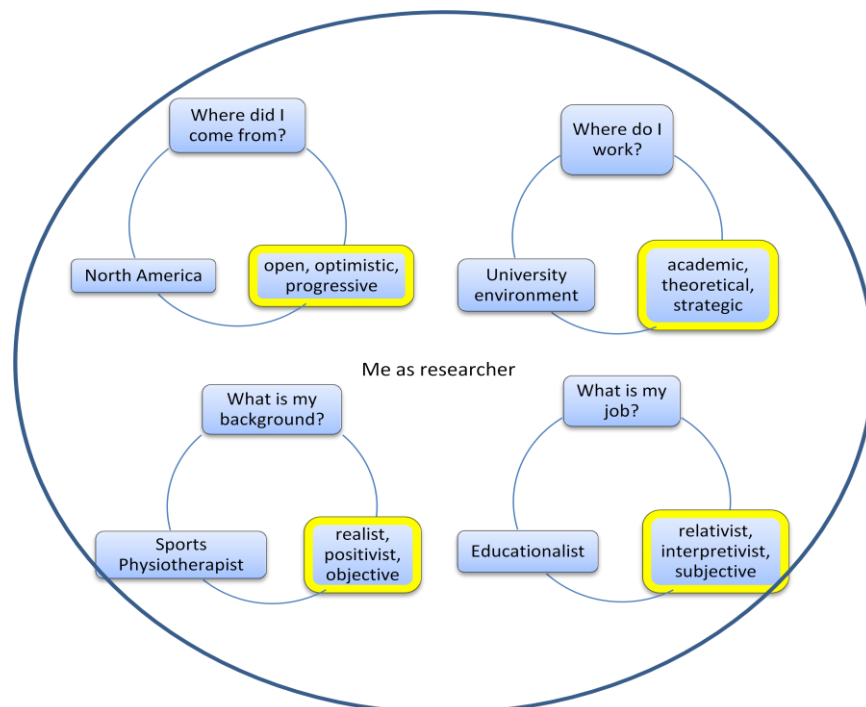 Where did I
come from?
North America
open, optimistic,
progressive
Where do I
work?
University
environment
academic,
theoretical,
strategic
Me as researcher
What is my
background?
Sports
Physiotherapist
realist,
positivist,
objective
What is my
job?
Educationalist
relativist,
interpretivist,
subjective